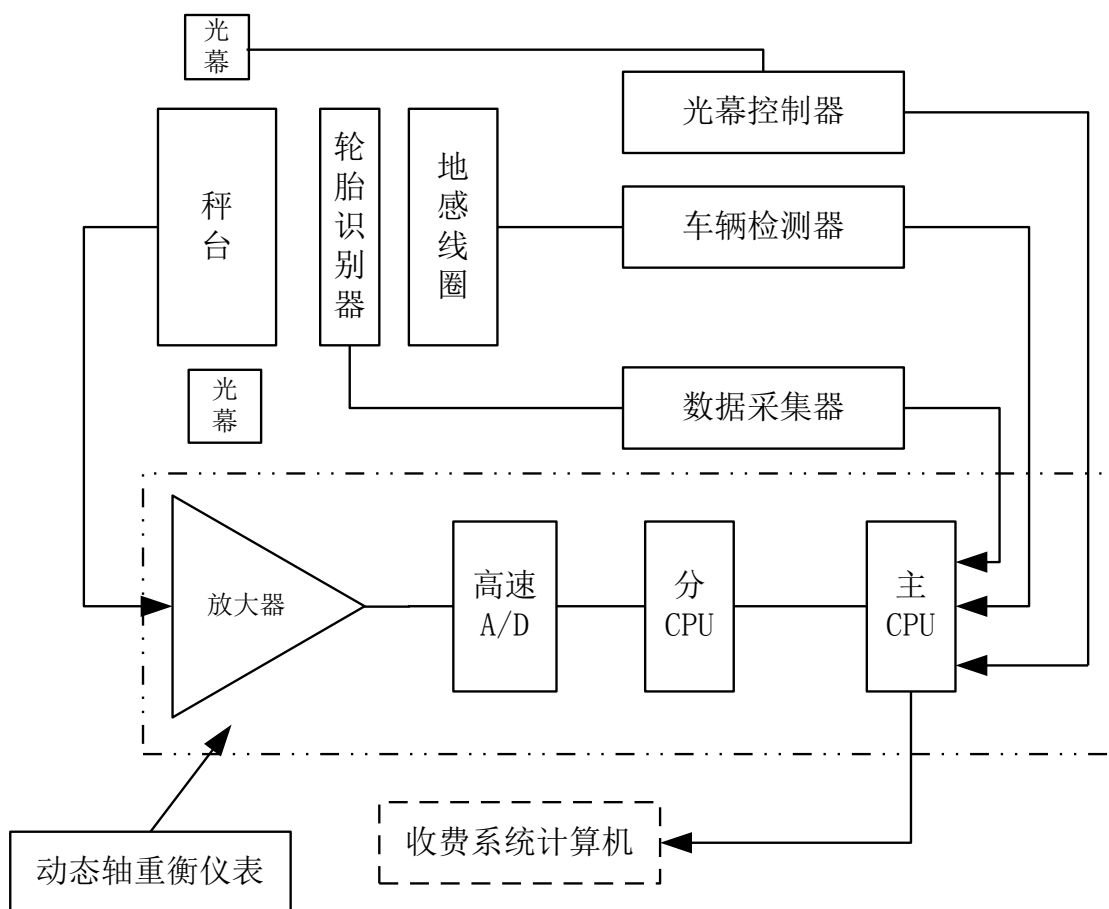 光幕
光幕控制器
秤台
轮胎识别器
地感线圈
车辆检测器
光幕
数据采集器
放大器
高速
A/D
分
CPU
主
CPU
收费系统计算机
动态轴重衡仪表